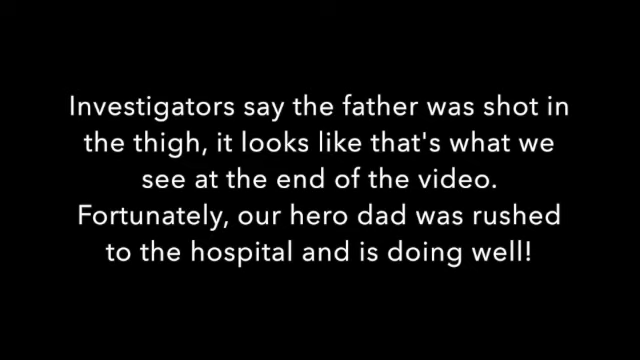 Investigators say the father was shot in
the thigh, it looks like that's what we
see at the end of the video.
Fortunately, our hero dad was rushed
to the hospital and is doing well!